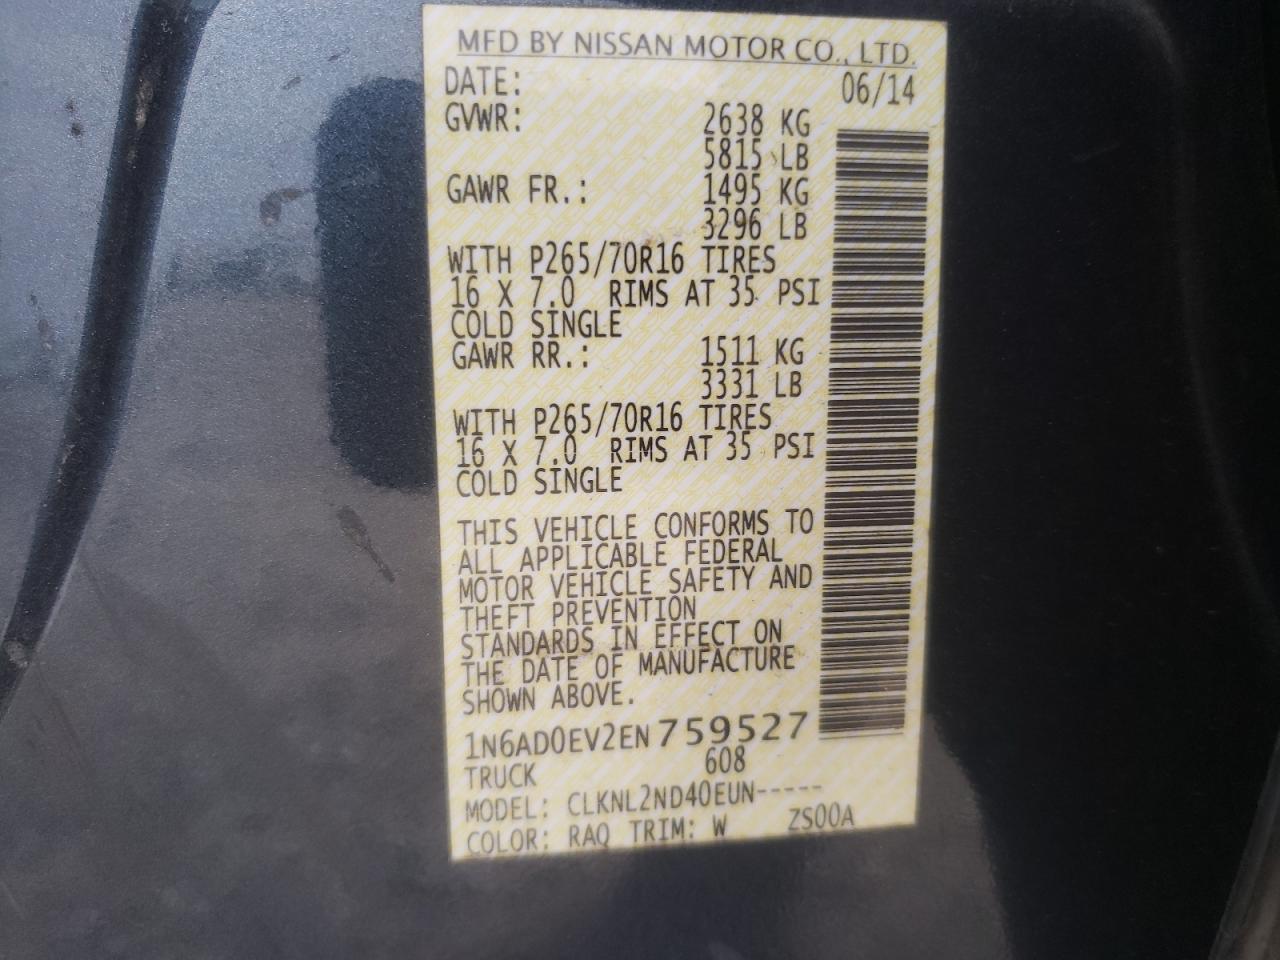 MFD BY NISSAN MOTOR CO., LTD.
DATE: 06/14
GVWR: 2638 KG
5815 LB
GAWR FR.: 1495 KG
3296 LB
WITH P265/70R16 TIRES
16 X 7.0 RIMS AT 35 PSI
COLD SINGLE
GAWR RR.: 1511 KG
3331 LB
WITH P265/70R16 TIRES
16 X 7.0 RIMS AT 35 PSI
COLD SINGLE
THIS VEHICLE CONFORMS TO
ALL APPLICABLE FEDERAL
MOTOR VEHICLE SAFETY AND
THEFT PREVENTION
STANDARDS IN EFFECT ON
THE DATE OF MANUFACTURE
SHOWN ABOVE.
1N6AD0EV2EN759527
TRUCK 608
MODEL: CLKNL2ND40EUN-----
COLOR: RAQ TRIM: W ZS00A